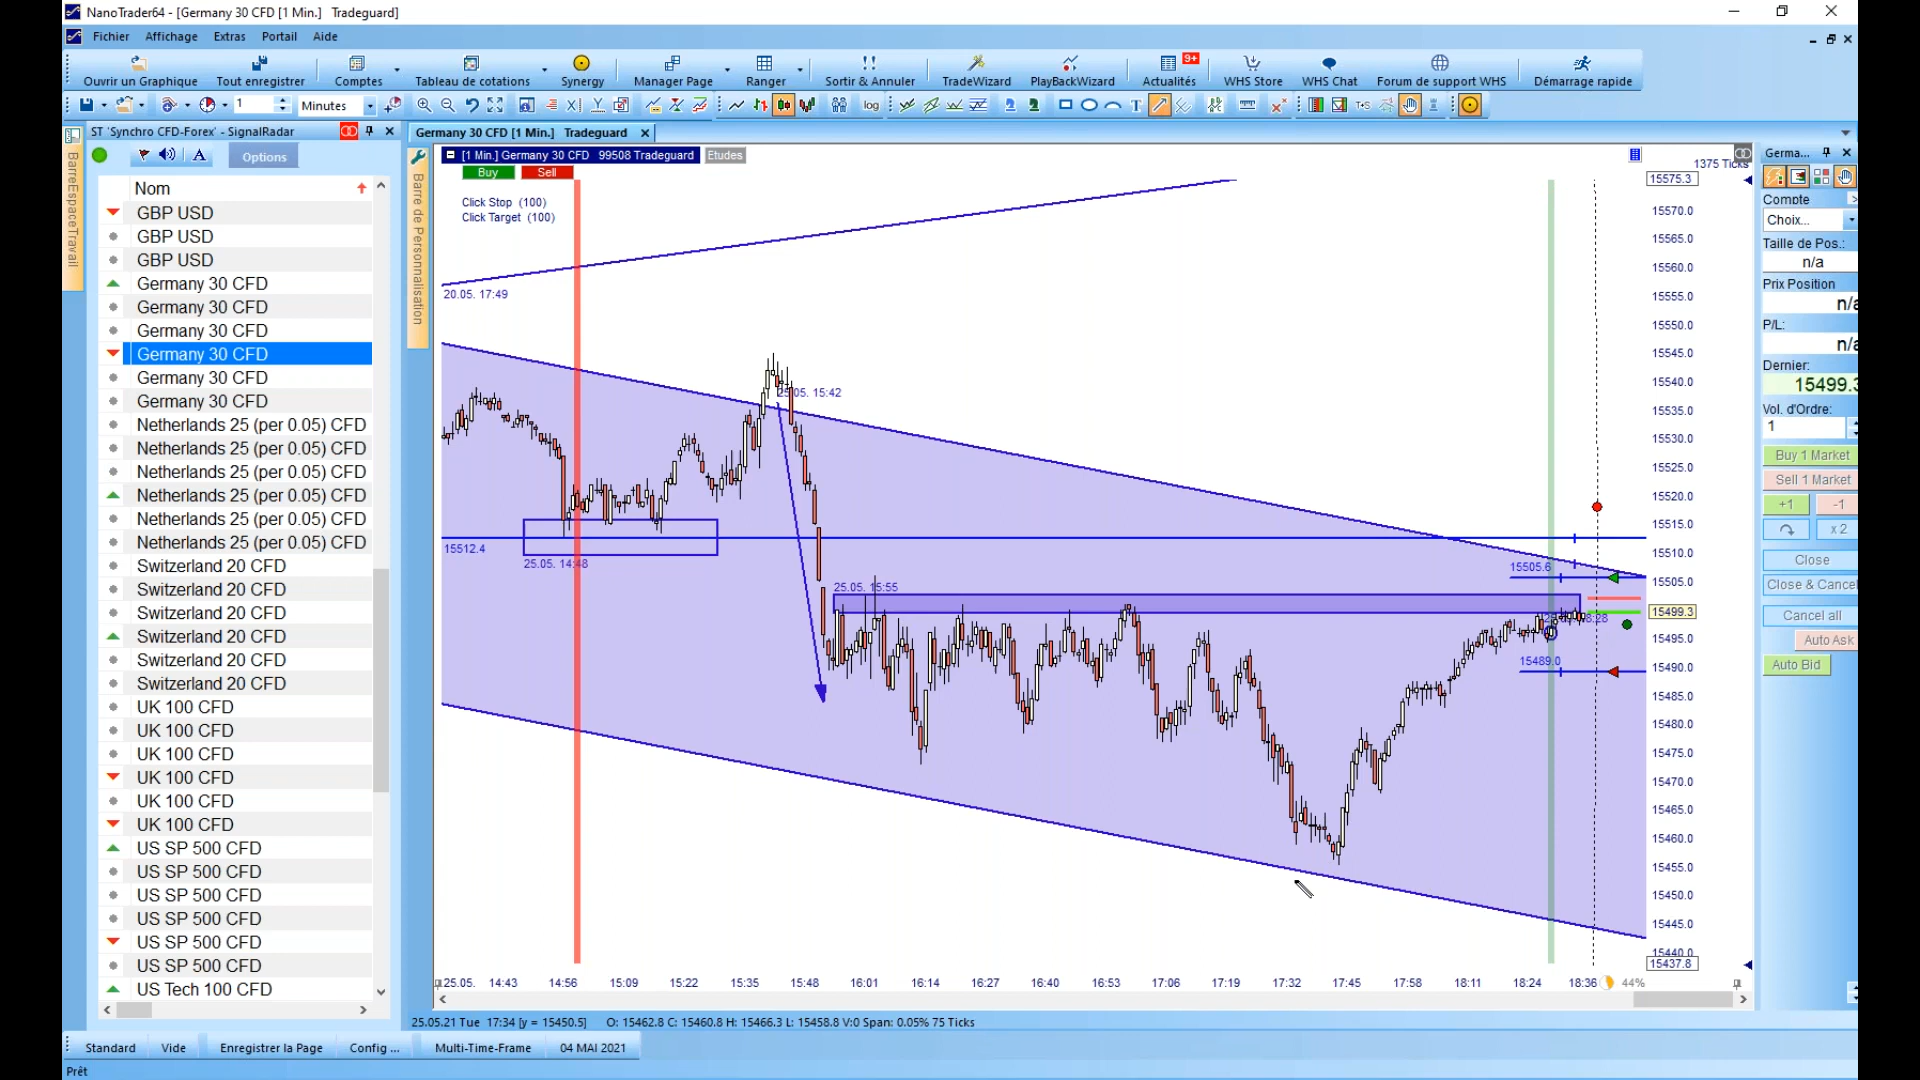 NanoTrader64 - [Germany 30 CFD [1 Min.]   Tradeguard]
Fichier Affichage Extras Portail Aide
Ouvrir un Graphique Tout enregistrer Comptes Tableau de cotations Synergy Manager Page Ranger Sortir & Annuler TradeWizard PlayBackWizard Actualités 9+ WHS Store WHS Chat Forum de support WHS Démarrage rapide
1 Minutes log T T+S
ST 'Synchro CFD-Forex' - SignalRadar
A Options
BarreEspaceTravail
Nom
GBP USD
GBP USD
GBP USD
Germany 30 CFD
Germany 30 CFD
Germany 30 CFD
Germany 30 CFD
Germany 30 CFD
Germany 30 CFD
Netherlands 25 (per 0.05) CFD
Netherlands 25 (per 0.05) CFD
Netherlands 25 (per 0.05) CFD
Netherlands 25 (per 0.05) CFD
Netherlands 25 (per 0.05) CFD
Netherlands 25 (per 0.05) CFD
Switzerland 20 CFD
Switzerland 20 CFD
Switzerland 20 CFD
Switzerland 20 CFD
Switzerland 20 CFD
Switzerland 20 CFD
UK 100 CFD
UK 100 CFD
UK 100 CFD
UK 100 CFD
UK 100 CFD
UK 100 CFD
US SP 500 CFD
US SP 500 CFD
US SP 500 CFD
US SP 500 CFD
US SP 500 CFD
US SP 500 CFD
US Tech 100 CFD
Germany 30 CFD [1 Min.]   Tradeguard
Barre de Personnalisation
[1 Min.] Germany 30 CFD   99508 Tradeguard Etudes
Buy Sell
Click Stop (100)
Click Target (100)
20.05. 17:49
25.05. 15:42
15512.4
25.05. 14:48
25.05. 15:55
15505.6
15489.0
1375 Ticks
15575.3
15570.0
15565.0
15560.0
15555.0
15550.0
15545.0
15540.0
15535.0
15530.0
15525.0
15520.0
15515.0
15510.0
15505.0
15499.3
15495.0
15490.0
15485.0
15480.0
15475.0
15470.0
15465.0
15460.0
15455.0
15450.0
15445.0
15440.0
15437.8
25.05. 14:43 14:56 15:09 15:22 15:35 15:48 16:01 16:14 16:27 16:40 16:53 17:06 17:19 17:32 17:45 17:58 18:11 18:24 18:36 44%
25.05.21 Tue 17:34 [y = 15450.5] O: 15462.8 C: 15460.8 H: 15466.3 L: 15458.8 V:0 Span: 0.05% 75 Ticks
Germa...
Compte
Choix...
Taille de Pos.:
n/a
Prix Position
n/a
P/L:
n/a
Dernier:
15499.3
Vol. d'Ordre:
1
Buy 1 Market
Sell 1 Market
+1 -1
x 2
Close
Close & Cancel
Cancel all
Auto Ask
Auto Bid
Standard Vide Enregistrer la Page Config ... Multi-Time-Frame 04 MAI 2021
Prêt